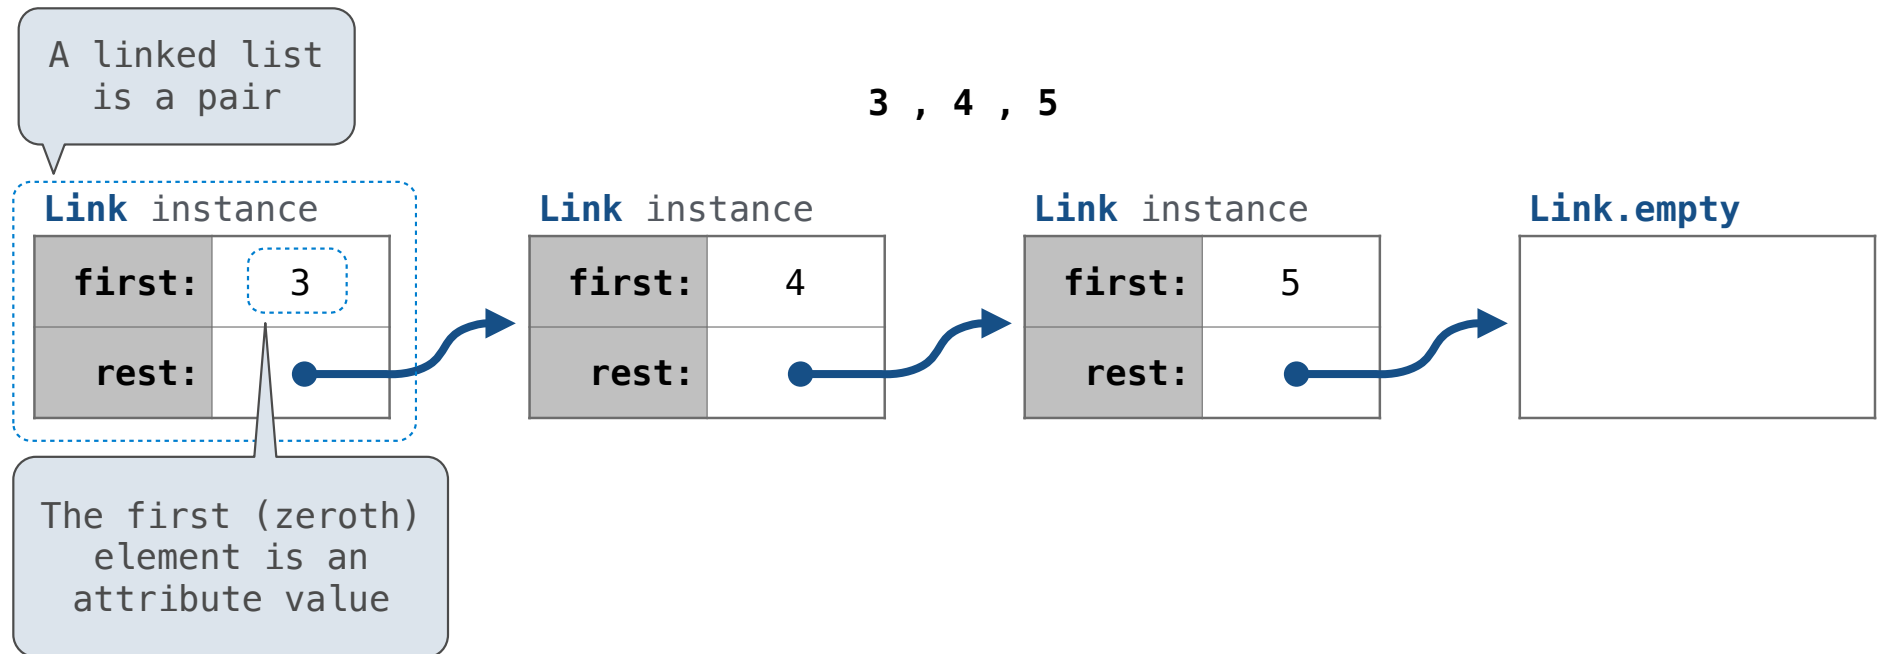 A linked list
is a pair
3 , 4 , 5
Link instance
first: 3
rest:
Link instance
first: 4
rest:
Link instance
first: 5
rest:
Link.empty
The first (zeroth)
element is an
attribute value